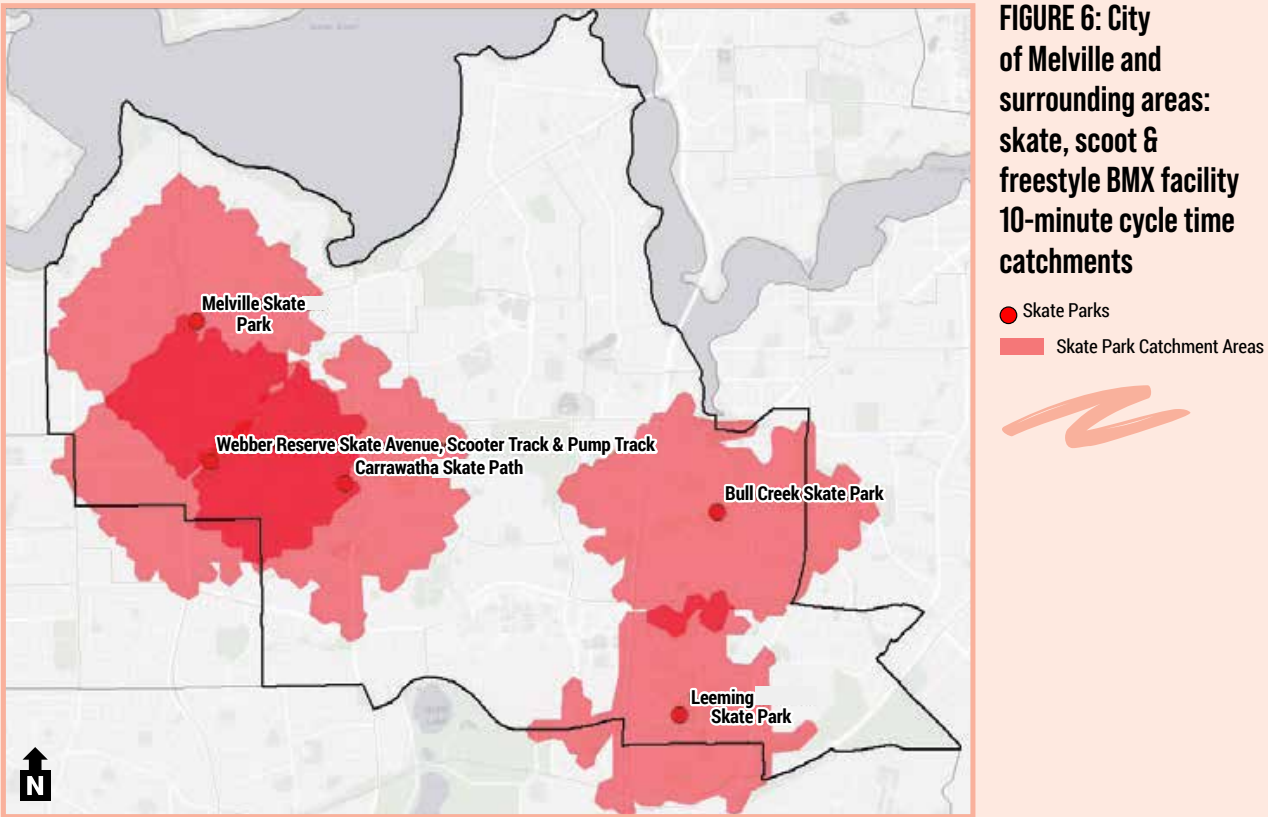 FIGURE 6: City
of Melville and
surrounding areas:
skate, scoot &
freestyle BMX facility
10-minute cycle time
catchments
Skate Parks
Skate Park Catchment Areas
Melville Skate
Park
Webber Reserve Skate Avenue, Scooter Track & Pump Track
Carrawatha Skate Path
Bull Creek Skate Park
Leeming
Skate Park
N